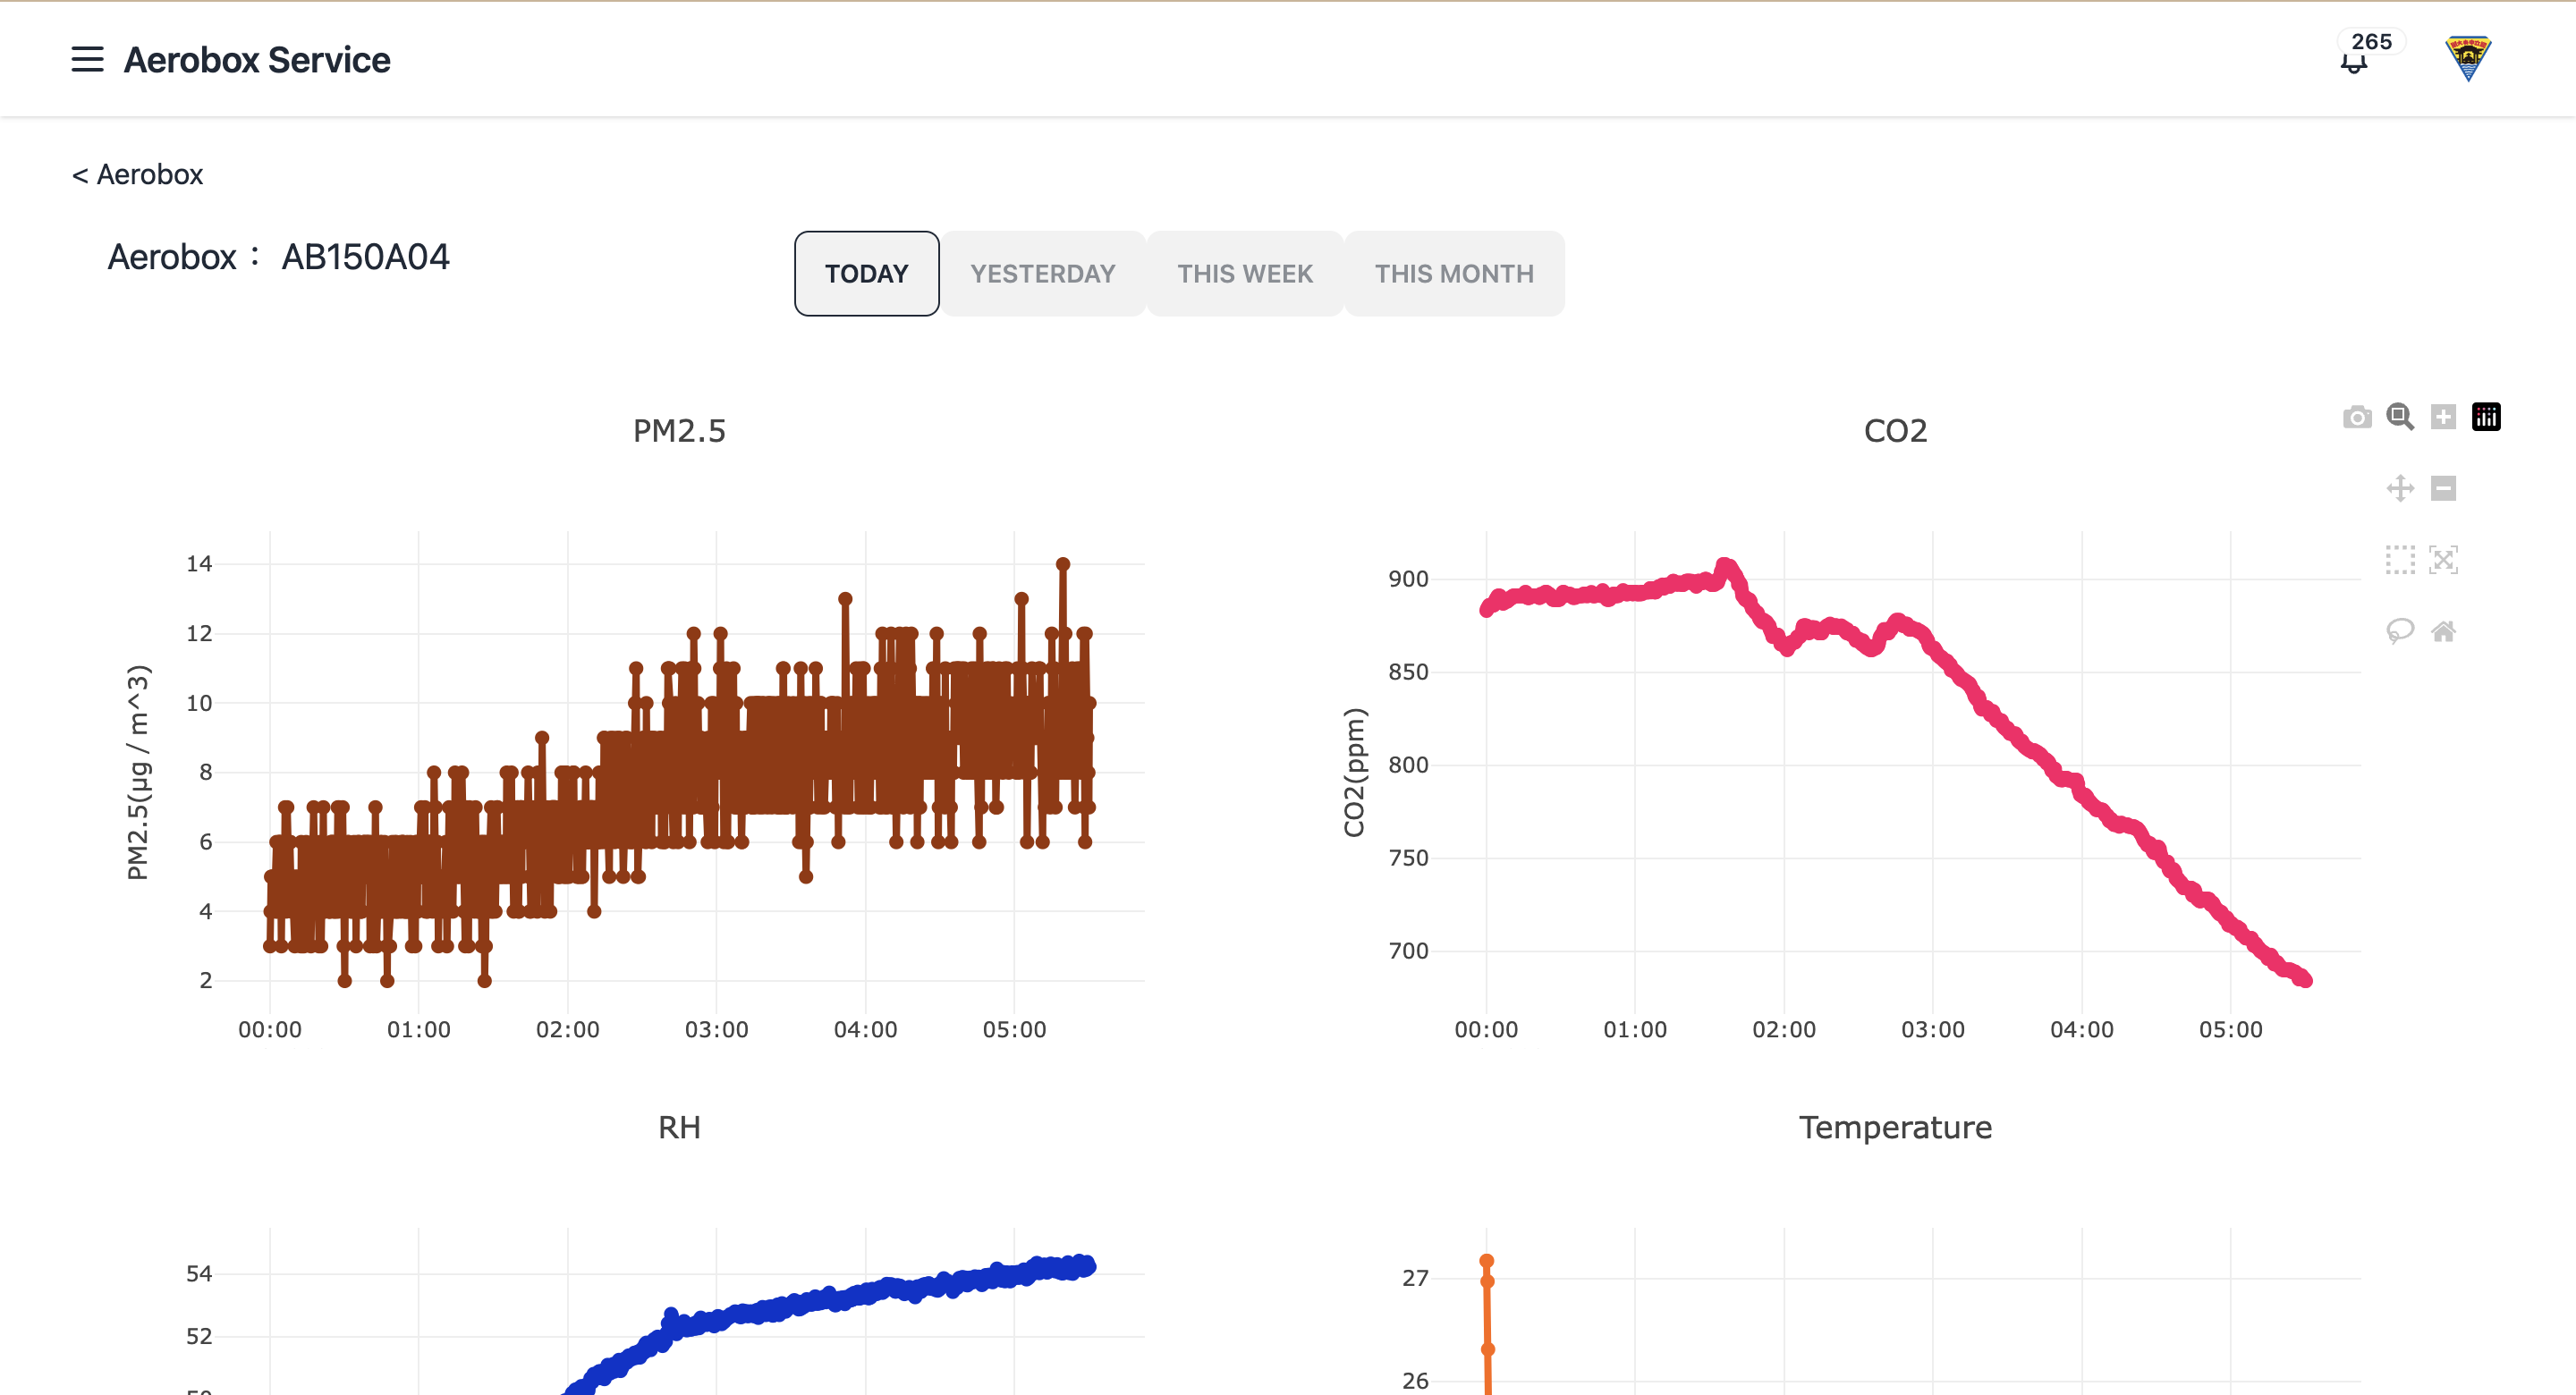 Aerobox Service
265
< Aerobox
Aerobox： AB150A04
TODAY
YESTERDAY
THIS WEEK
THIS MONTH
PM2.5
CO2
14
12
10
8
6
4
2
PM2.5(µg / m^3)
00:00
01:00
02:00
03:00
04:00
05:00
900
850
800
750
700
CO2(ppm)
00:00
01:00
02:00
03:00
04:00
05:00
RH
Temperature
54
52
27
26